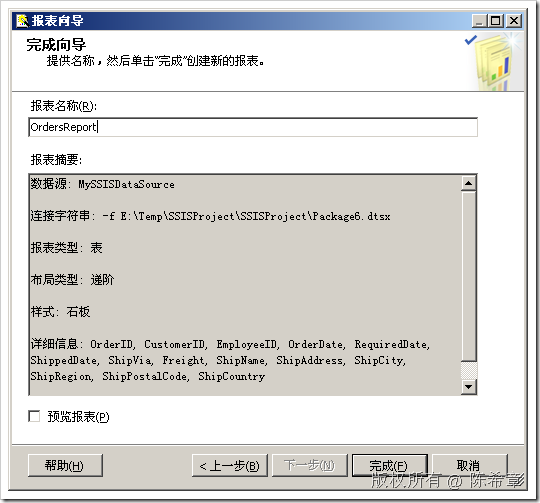 报表向导
完成向导
提供名称，然后单击“完成”创建新的报表。
报表名称(R):
OrdersReport
报表摘要:
数据源: MySSISDataSource
连接字符串: -f E:\Temp\SSISProject\SSISProject\Package6.dtsx
报表类型: 表
布局类型: 递阶
样式: 石板
详细信息: OrderID, CustomerID, EmployeeID, OrderDate, RequiredDate,
ShippedDate, ShipVia, Freight, ShipName, ShipAddress, ShipCity,
ShipRegion, ShipPostalCode, ShipCountry
预览报表(P)
帮助(H)
< 上一步(B)
下一步(N)
完成(F)
取消
版权所有 @ 陈希章